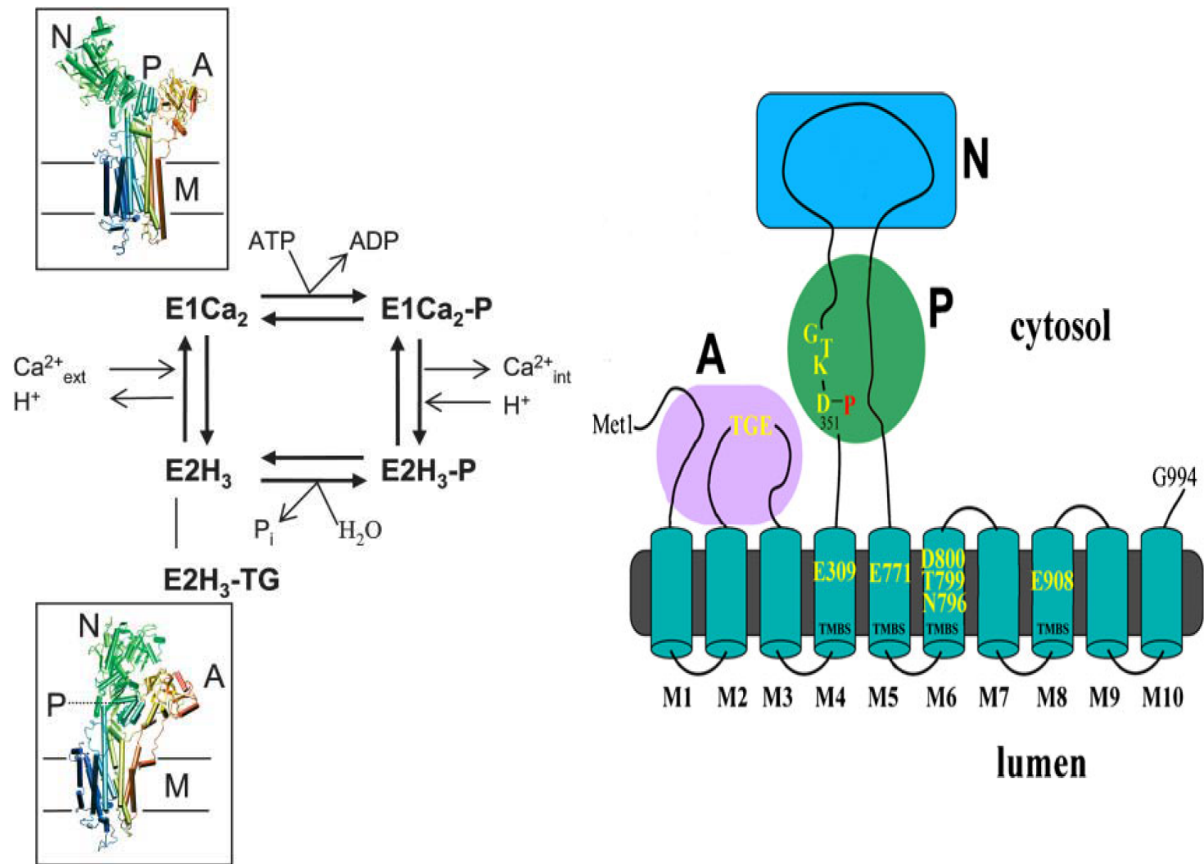 N
P
A
M
ATP
ADP
E1Ca₂
E1Ca₂-P
Ca²⁺ext
H⁺
Ca²⁺int
H⁺
E2H₃
E2H₃-P
Pᵢ
H₂O
E2H₃-TG
N
A
P
M
N
P
cytosol
G
T
K
D–P
351
A
Met1
TGE
G994
E309
E771
D800
T799
N796
E908
TMBS
TMBS
TMBS
TMBS
M1 M2 M3 M4 M5 M6 M7 M8 M9 M10
lumen